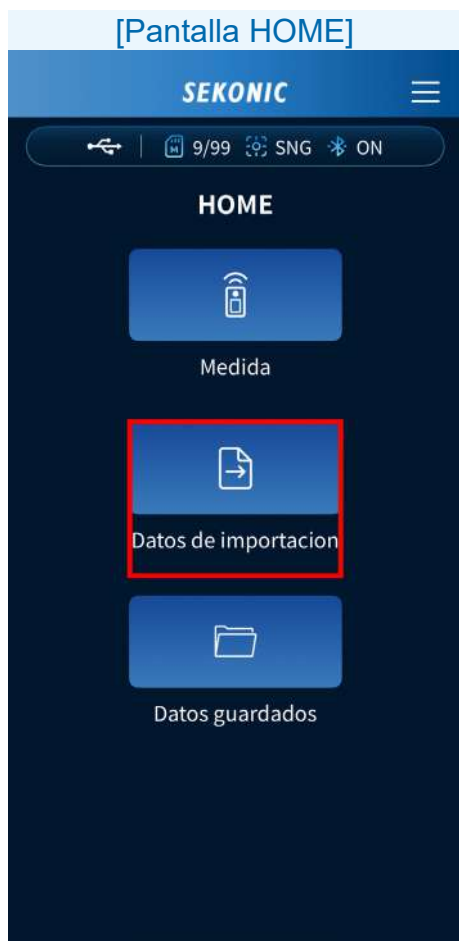 [Pantalla HOME]
SEKONIC
M 9/99 SNG ON
HOME
Medida
Datos de importacion
Datos guardados